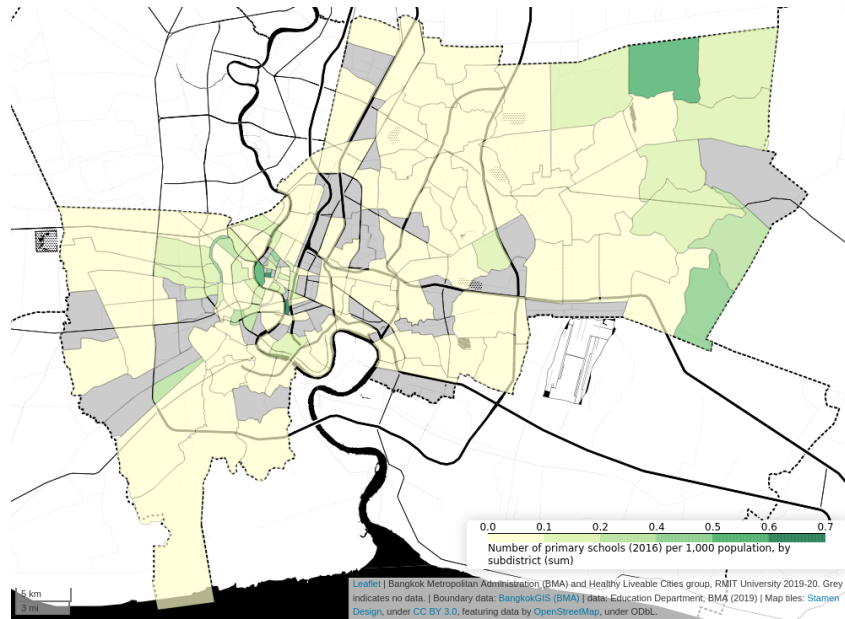 0.0 0.1 0.2 0.4 0.5 0.6 0.7
Number of primary schools (2016) per 1,000 population, by
subdistrict (sum)
5 km
3 mi
Leaflet | Bangkok Metropolitan Administration (BMA) and Healthy Liveable Cities group, RMIT University 2019-20. Grey
indicates no data. | Boundary data: BangkokGIS (BMA) | data: Education Department, BMA (2019) | Map tiles: Stamen
Design, under CC BY 3.0, featuring data by OpenStreetMap, under ODbL.